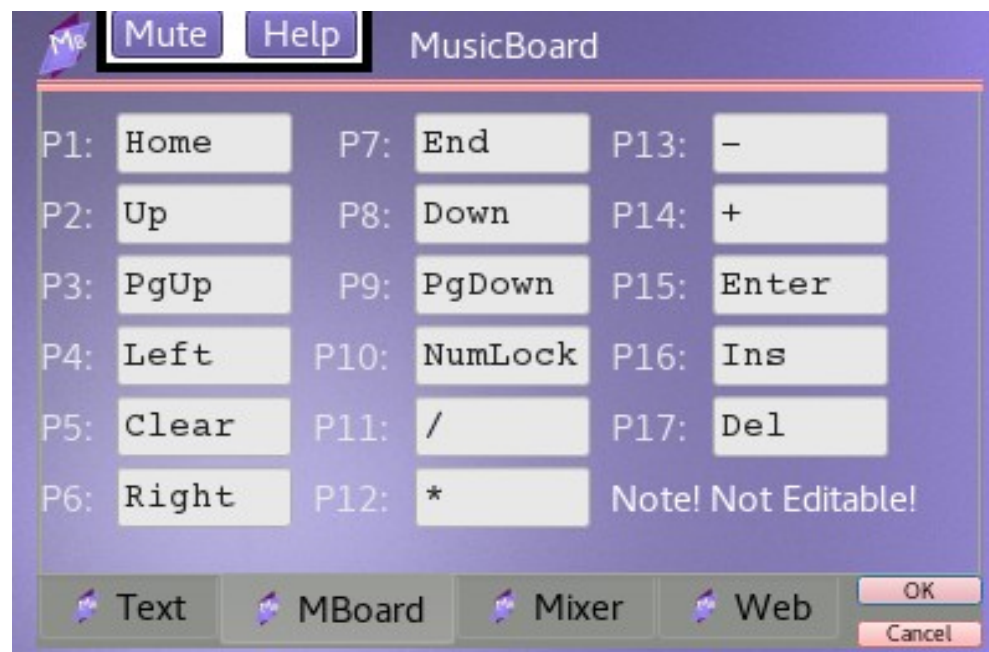 MB Mute Help MusicBoard
P1: Home P7: End P13: -
P2: Up P8: Down P14: +
P3: PgUp P9: PgDown P15: Enter
P4: Left P10: NumLock P16: Ins
P5: Clear P11: / P17: Del
P6: Right P12: * Note! Not Editable!
Text MBoard Mixer Web OK
Cancel